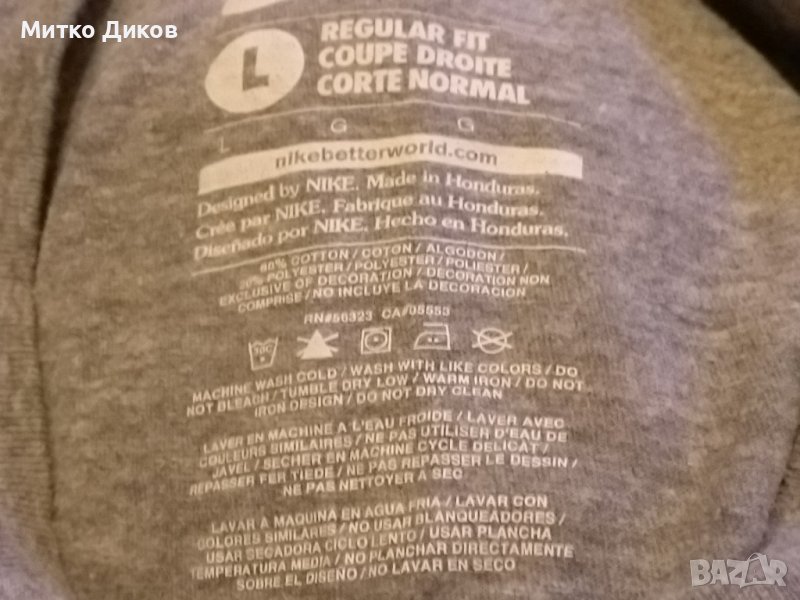 Митко Диков
L
REGULAR FIT
COUPE DROITE
CORTE NORMAL
L G G
nikebetterworld.com
Designed by NIKE. Made in Honduras.
Créé par NIKE. Fabrique au Honduras.
Diseñado por NIKE. Hecho en Honduras.
COTTON / COTON / ALGODON /
20% POLYESTER / POLYESTER / POLIESTER /
EXCLUSIVE OF DECORATION / DECORATION NON
COMPRISE / NO INCLUYE LA DECORACION
RN#56323 CA#05553
MACHINE WASH COLD / WASH WITH LIKE COLORS / DO
NOT BLEACH / TUMBLE DRY LOW / WARM IRON / DO NOT
IRON DESIGN / DO NOT DRY CLEAN
LAVER EN MACHINE A L'EAU FROIDE / LAVER AVEC
COULEURS SIMILAIRES / NE PAS UTILISER D'EAU DE
JAVEL / SECHER EN MACHINE CYCLE DELICAT /
REPASSER FER TIEDE / NE PAS REPASSER LE DESSIN /
NE PAS NETTOYER A SEC
LAVAR A MAQUINA EN AGUA FRIA / LAVAR CON
COLORES SIMILARES / NO USAR BLANQUEADORES /
USAR SECADORA CICLO LENTO / USAR PLANCHA
TEMPERATURA MEDIA / NO PLANCHAR DIRECTAMENTE
SOBRE EL DISEÑO / NO LAVAR EN SECO
BAZAR